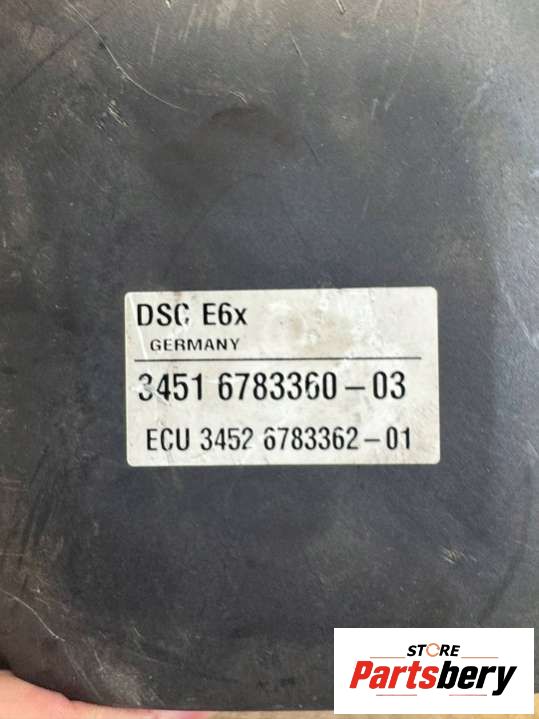 DSC E6x
GERMANY
3451 6783360-03
ECU 3452 6783362-01
STORE
Partsbery